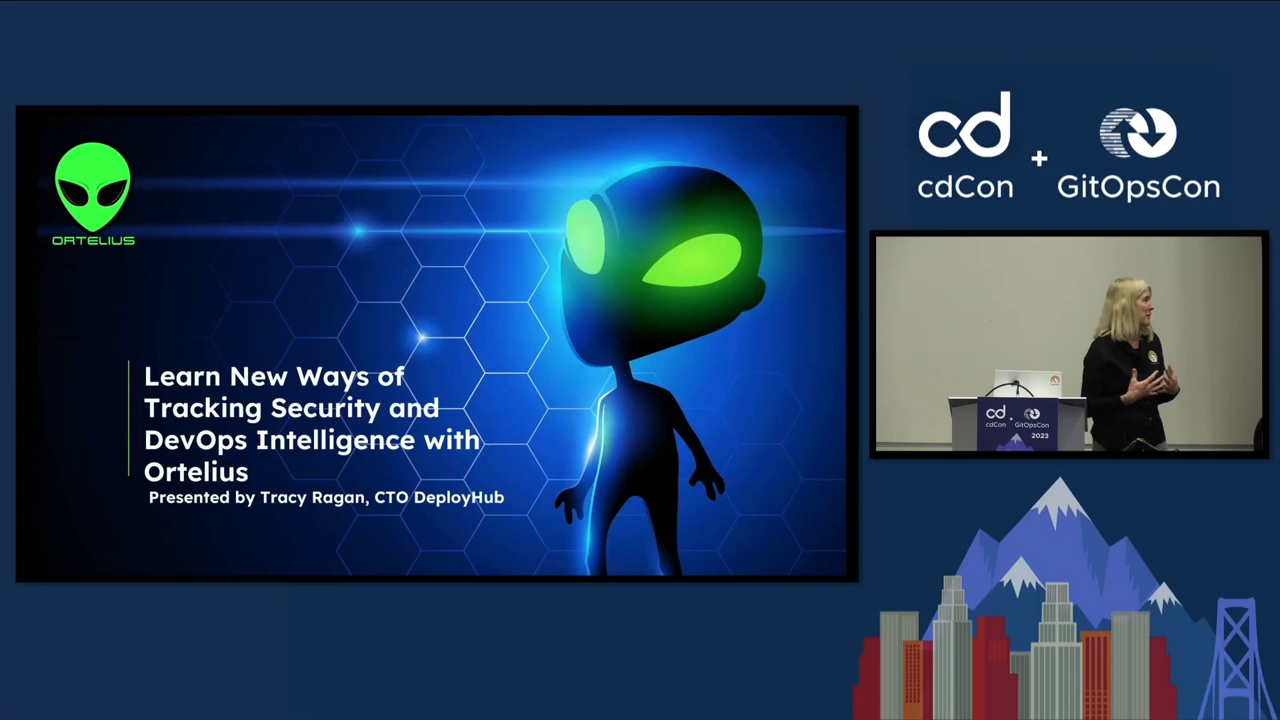 ORTELIUS
Learn New Ways of
Tracking Security and
DevOps Intelligence with
Ortelius
Presented by Tracy Ragan, CTO DeployHub
cd
+
cdCon
GitOpsCon
cd
+
cdCon
GitOpsCon
2023